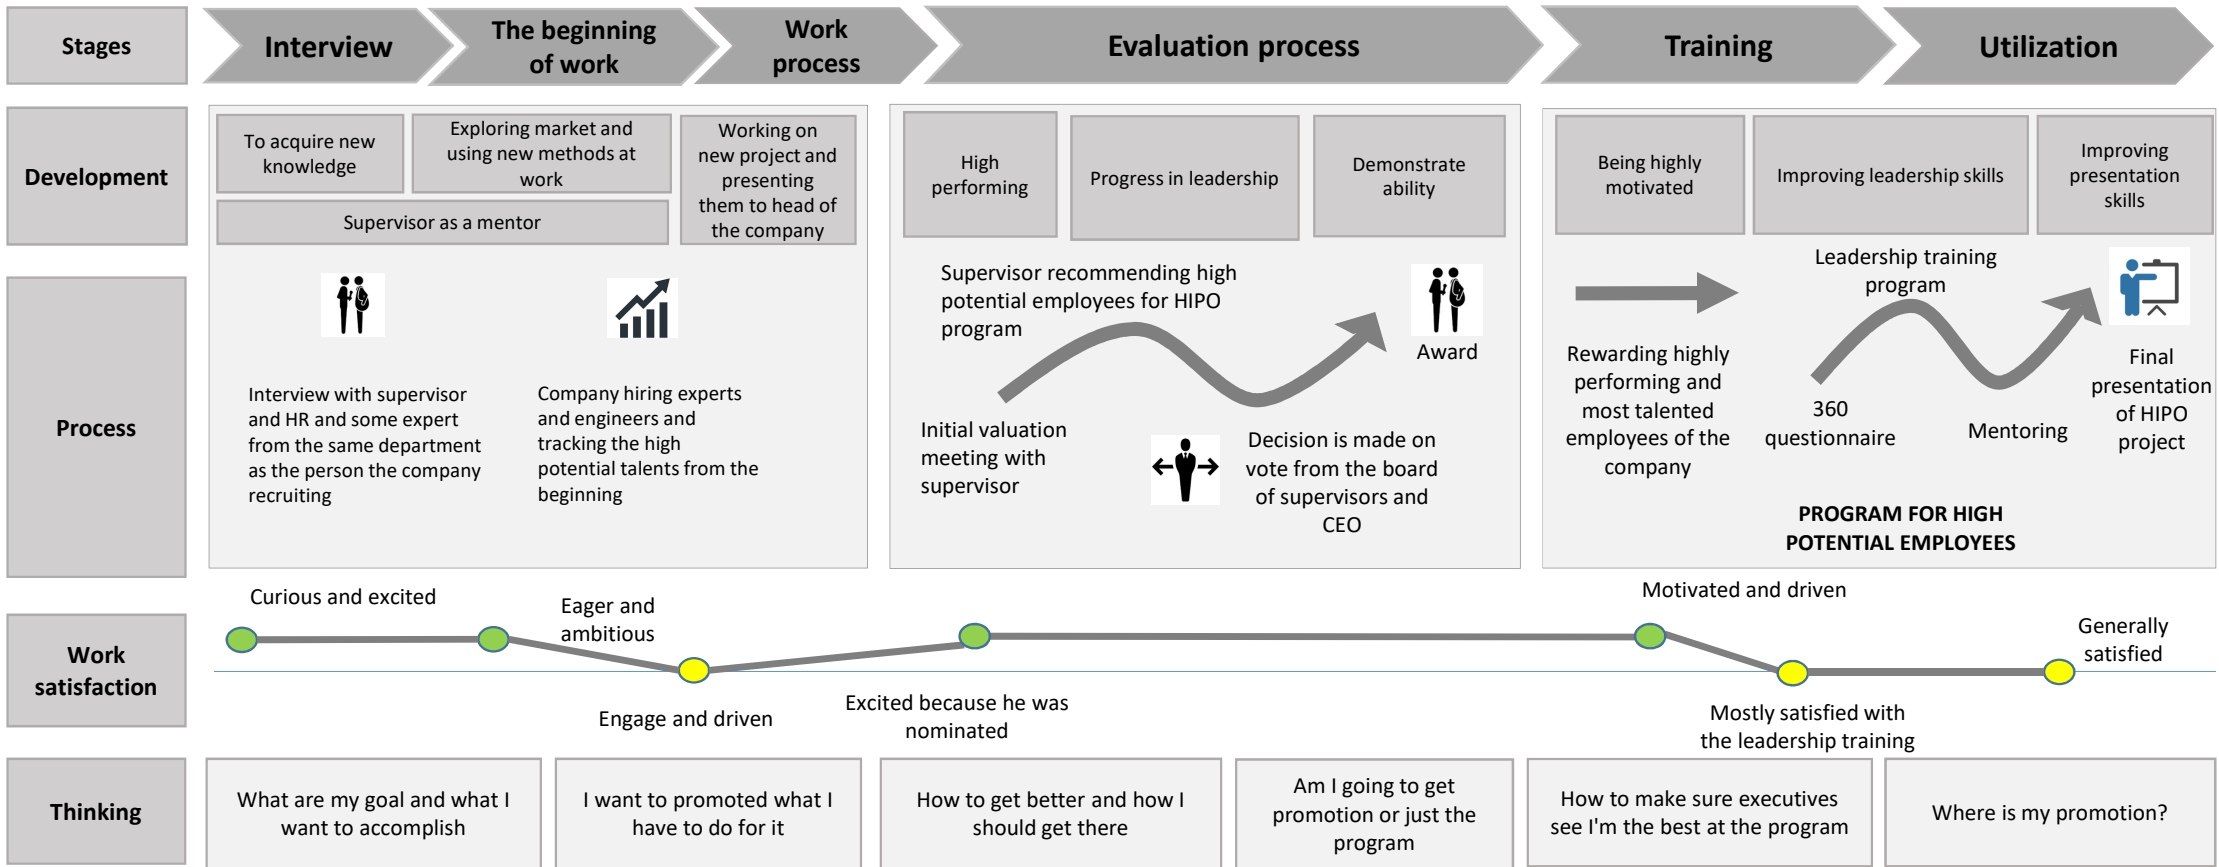 Stages
Interview
The beginning
of work
Work
process
Evaluation process
Training
Utilization
Development
To acquire new
knowledge
Exploring market and
using new methods at
work
Supervisor as a mentor
Working on
new project and
presenting
them to head of
the company
High
performing
Progress in leadership
Demonstrate
ability
Being highly
motivated
Improving leadership skills
Improving
presentation
skills
Process
Interview with supervisor
and HR and some expert
from the same department
as the person the company
recruiting
Company hiring experts
and engineers and
tracking the high
potential talents from the
beginning
Supervisor recommending high
potential employees for HIPO
program
Award
Initial valuation
meeting with
supervisor
Decision is made on
vote from the board
of supervisors and
CEO
Rewarding highly
performing and
most talented
employees of the
company
Leadership training
program
360
questionnaire
Mentoring
Final
presentation
of HIPO
project
PROGRAM FOR HIGH
POTENTIAL EMPLOYEES
Work
satisfaction
Curious and excited
Eager and
ambitious
Engage and driven
Excited because he was
nominated
Motivated and driven
Mostly satisfied with
the leadership training
Generally
satisfied
Thinking
What are my goal and what I
want to accomplish
I want to promoted what I
have to do for it
How to get better and how I
should get there
Am I going to get
promotion or just the
program
How to make sure executives
see I'm the best at the program
Where is my promotion?